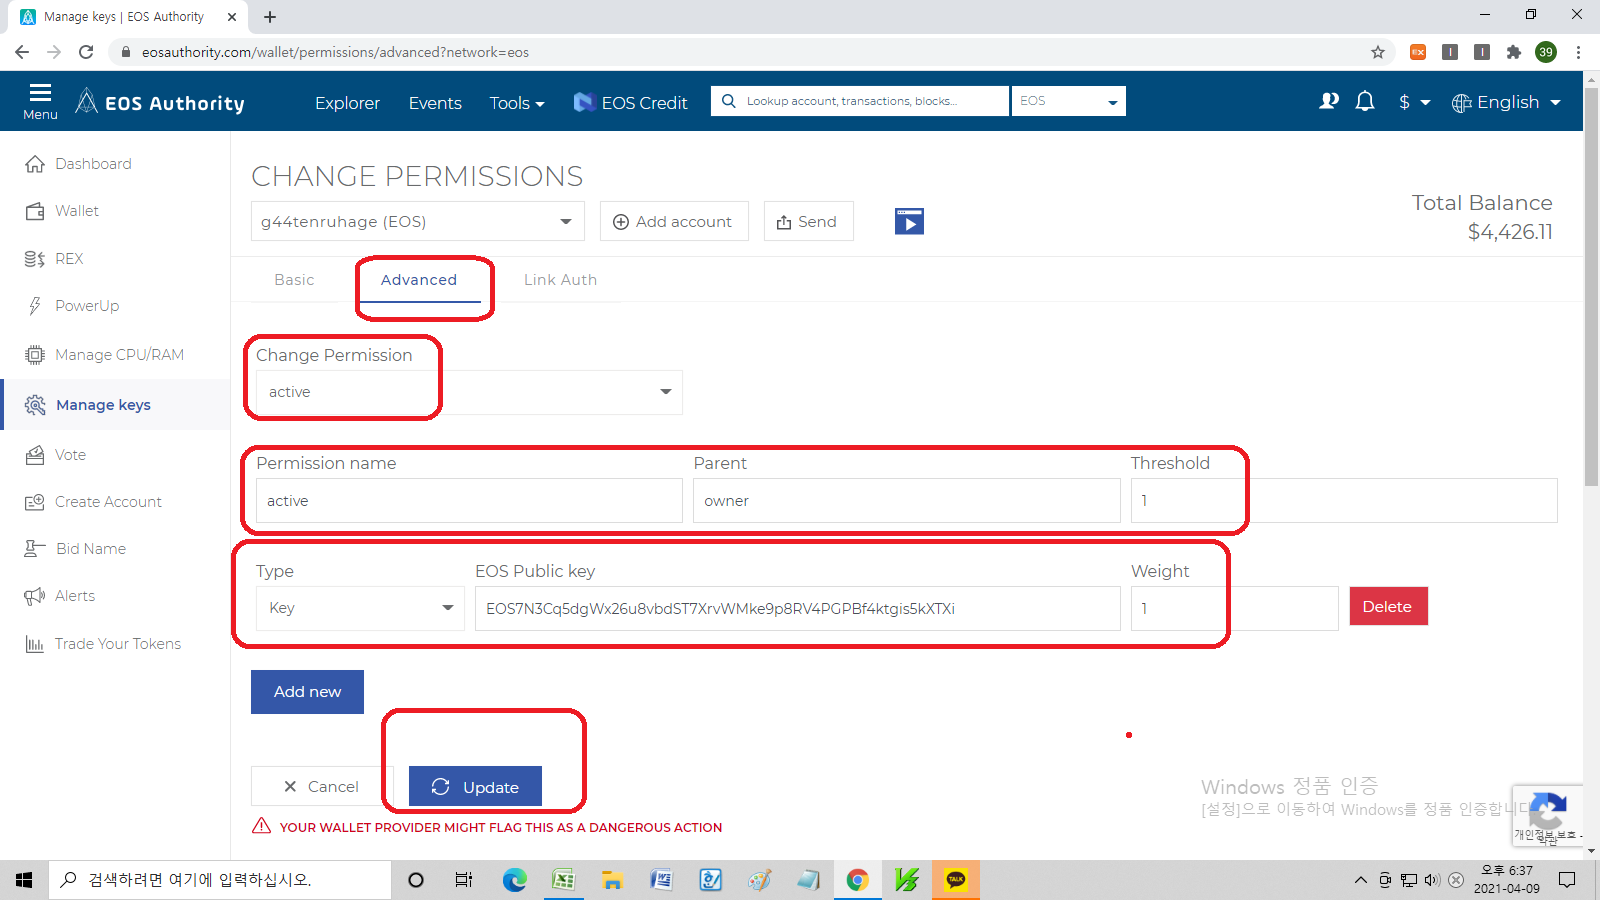 Manage keys | EOS Authority
eosauthority.com/wallet/permissions/advanced?network=eos
EX
39
Menu
EOS Authority
Explorer
Events
Tools
EOS Credit
Lookup account, transactions, blocks...
EOS
$
English
Dashboard
Wallet
REX
PowerUp
Manage CPU/RAM
Manage keys
Vote
Create Account
Bid Name
Alerts
Trade Your Tokens
CHANGE PERMISSIONS
g44tenruhage (EOS)
Add account
Send
Total Balance
$4,426.11
Basic
Advanced
Link Auth
Change Permission
active
Permission name
Parent
Threshold
active
owner
1
Type
EOS Public key
Weight
Key
EOS7N3Cq5dgWx26u8vbdST7XrvWMke9p8RV4PGPBf4ktgis5kXTXi
1
Delete
Add new
Cancel
Update
YOUR WALLET PROVIDER MIGHT FLAG THIS AS A DANGEROUS ACTION
Windows 정품 인증
[설정]으로 이동하여 Windows를 정품 인증합니다
개인정보 보호 -
약관
검색하려면 여기에 입력하십시오.
TALK
오후 6:37
2021-04-09